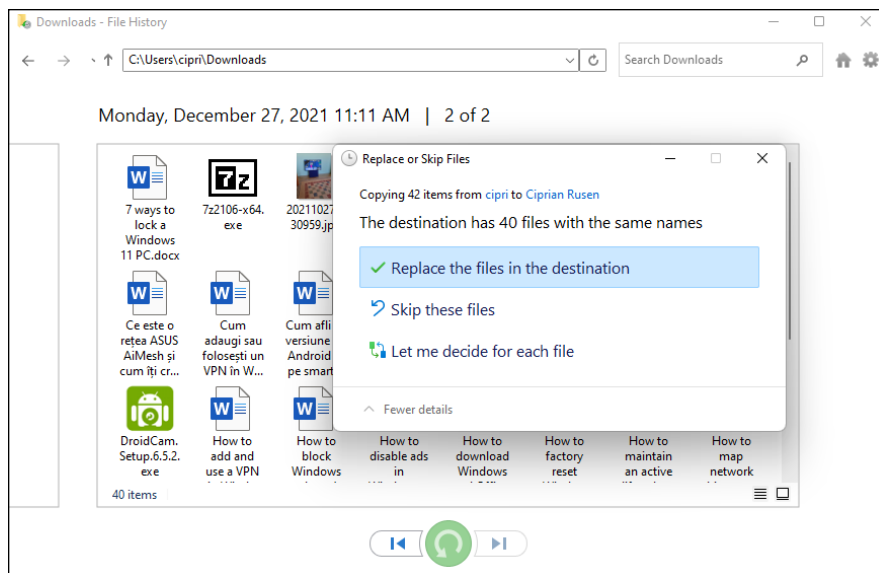 Downloads - File History
C:\Users\cipri\Downloads
Search Downloads
Monday, December 27, 2021 11:11 AM | 2 of 2
7 ways to
lock a
Windows
11 PC.docx
7z
7z2106-x64.
exe
20211027
30959.jp
Replace or Skip Files
Copying 42 items from cipri to Ciprian Rusen
The destination has 40 files with the same names
Replace the files in the destination
Skip these files
Let me decide for each file
Fewer details
Ce este o
rețea ASUS
AiMesh și
cum îți cr...
Cum
adaugi sau
folosești un
VPN în W...
Cum afli
versiune
Android
pe smart
DroidCam.
Setup.6.5.2.
exe
How to
add and
use a VPN
How to
block
Windows
How to
disable ads
in
How to
download
Windows
How to
factory
reset
How to
maintain
an active
How to
map
network
40 items